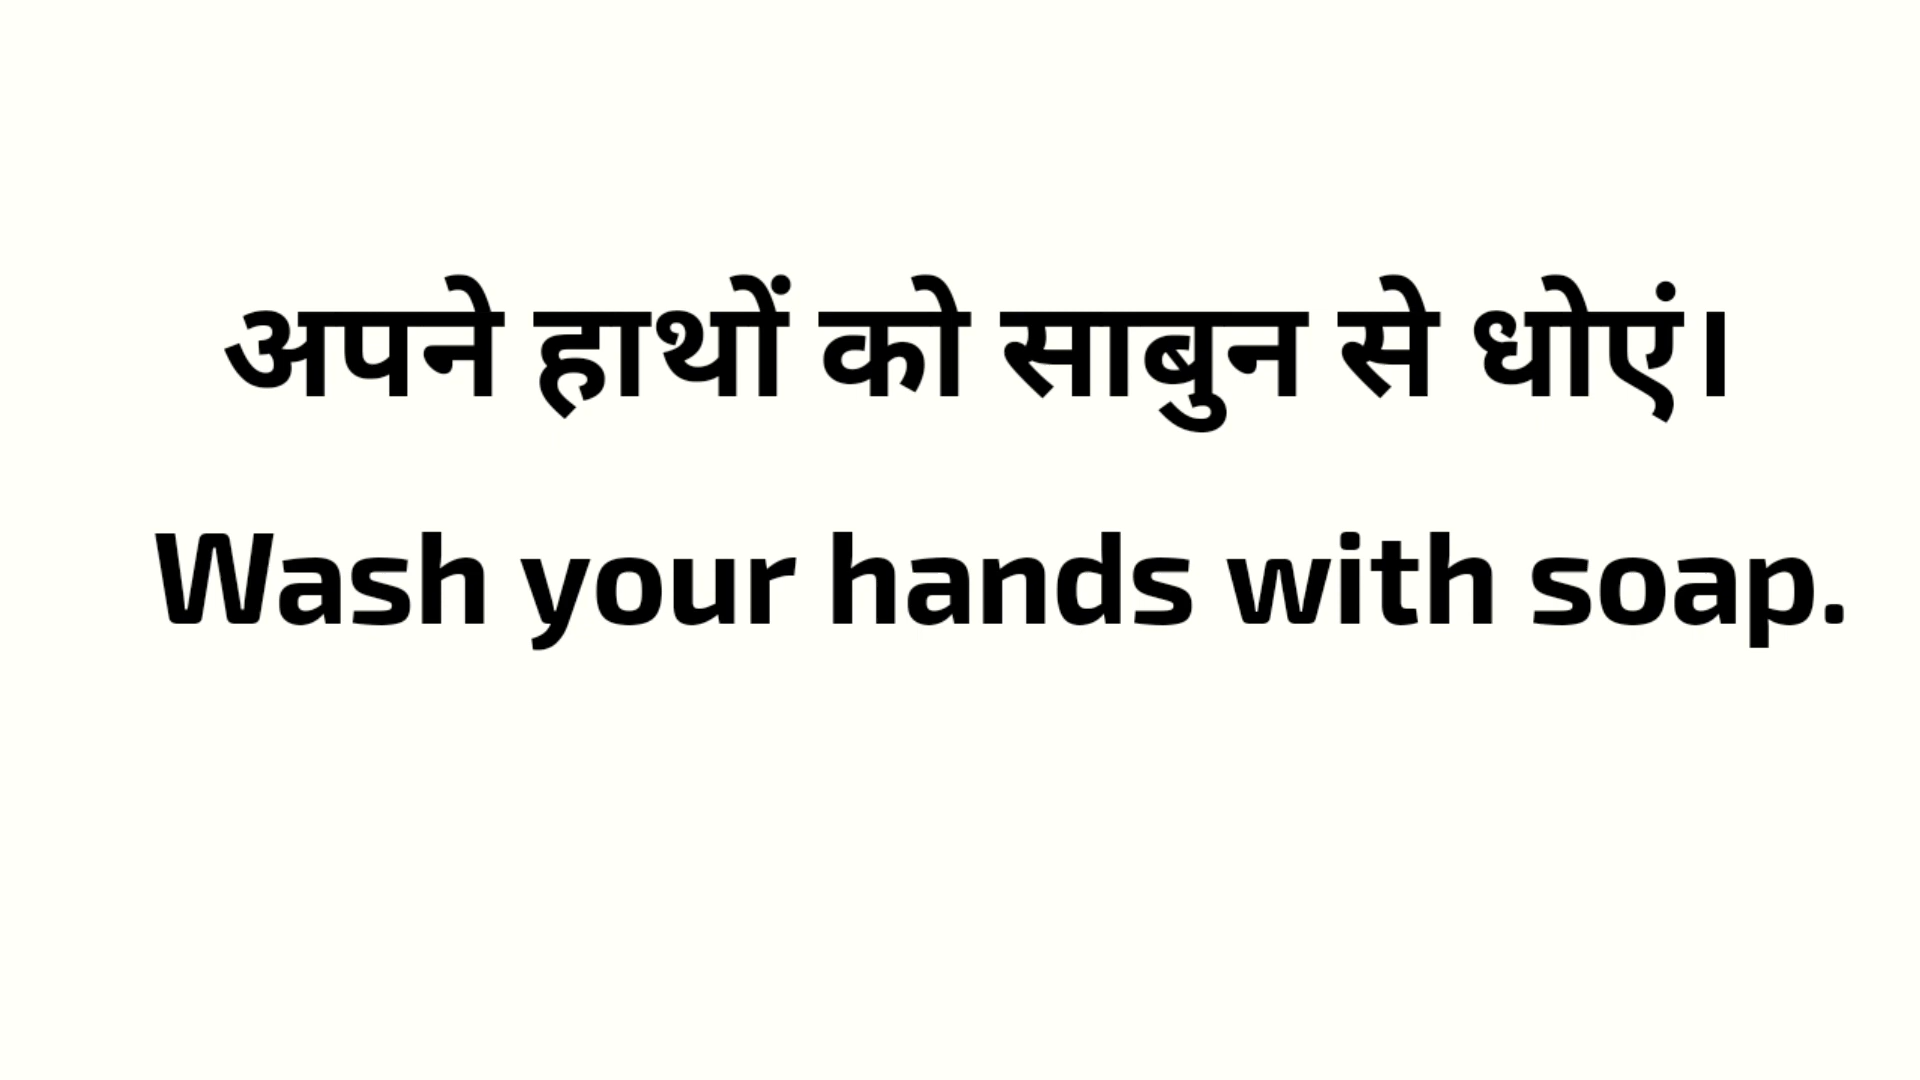 अपने हाथों को साबुन से धोएं।
Wash your hands with soap.